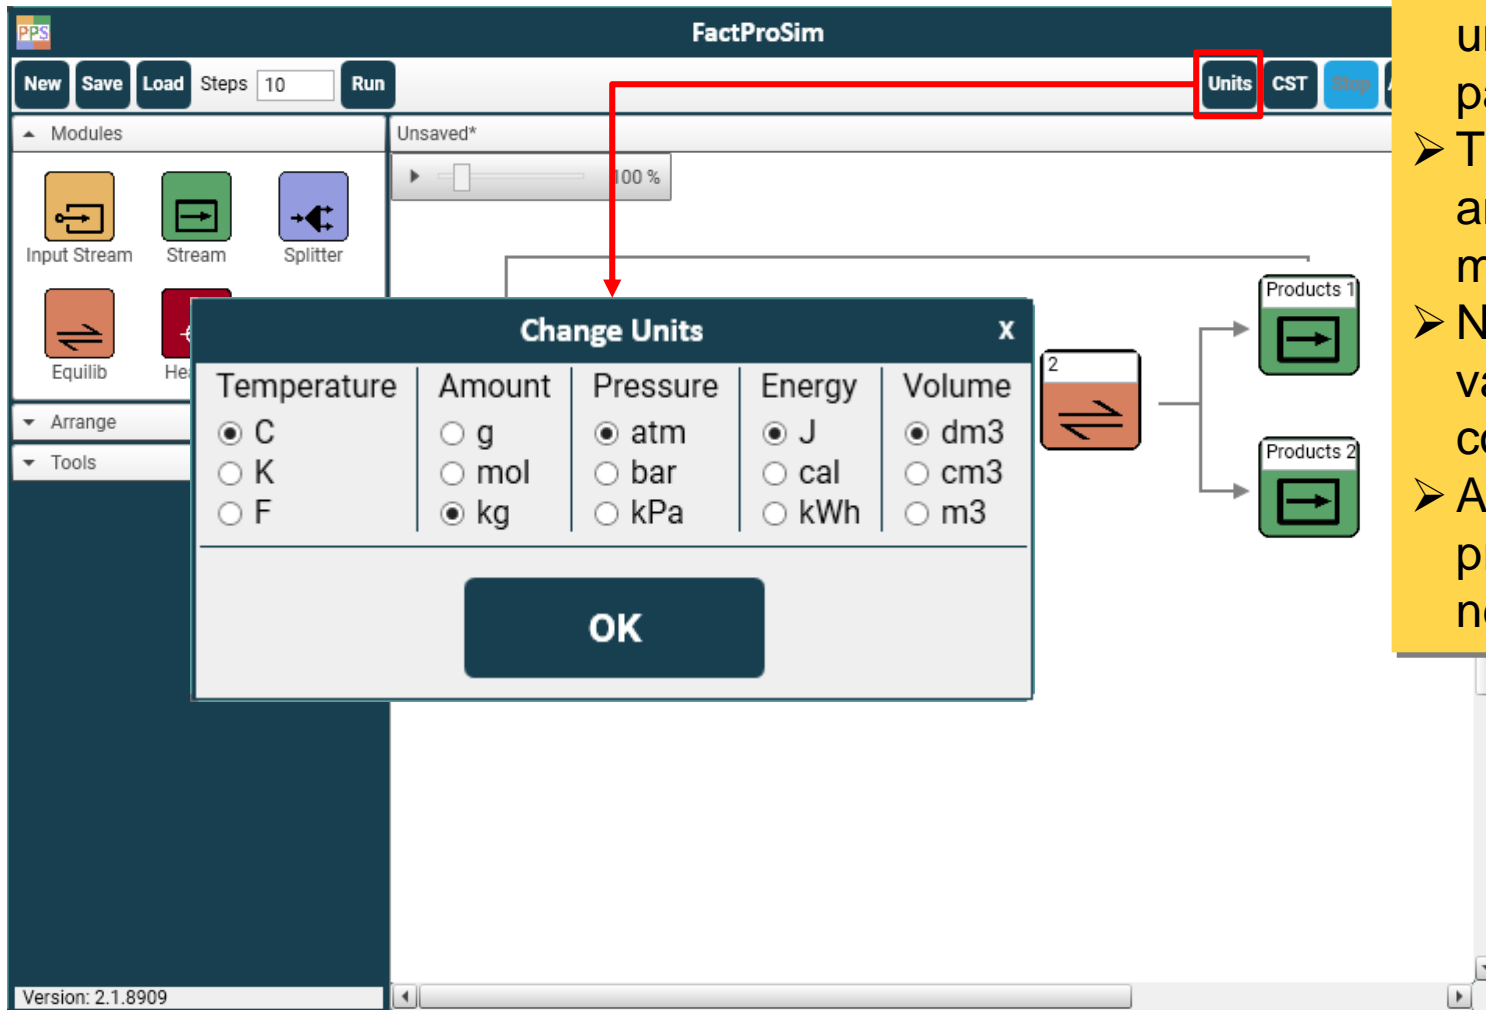 PPS
FactProSim
New Save Load Steps 10 Run
Units CST Stop
Modules
Unsaved*
100 %
Input Stream Stream Splitter
Equilib
Arrange
Tools
Change Units X
Temperature Amount Pressure Energy Volume
C g atm J dm3
K mol bar cal cm3
F kg kPa kWh m3
OK
2
Products 1
Products 2
Version: 2.1.8909